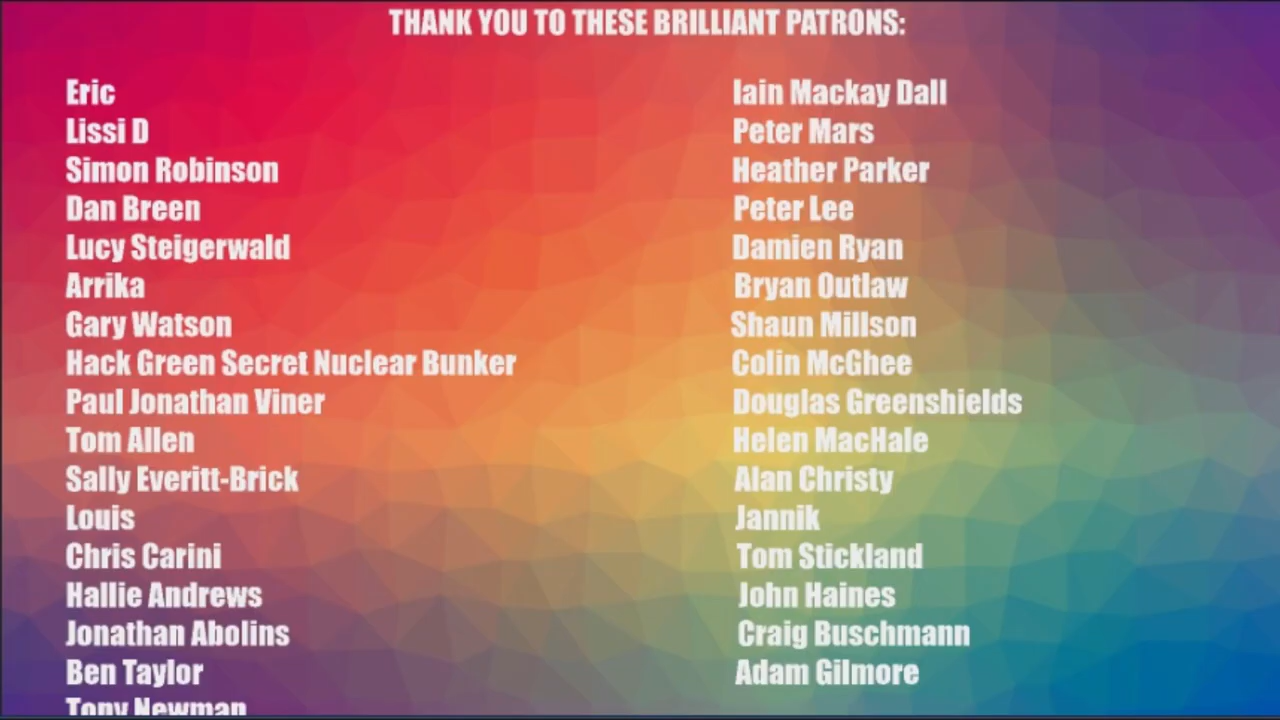 THANK YOU TO THESE BRILLIANT PATRONS:
Eric
Lissi D
Simon Robinson
Dan Breen
Lucy Steigerwald
Arrika
Gary Watson
Hack Green Secret Nuclear Bunker
Paul Jonathan Viner
Tom Allen
Sally Everitt-Brick
Louis
Chris Carini
Hallie Andrews
Jonathan Abolins
Ben Taylor
Tony Newman
Iain Mackay Dall
Peter Mars
Heather Parker
Peter Lee
Damien Ryan
Bryan Outlaw
Shaun Millson
Colin McGhee
Douglas Greenshields
Helen MacHale
Alan Christy
Jannik
Tom Stickland
John Haines
Craig Buschmann
Adam Gilmore